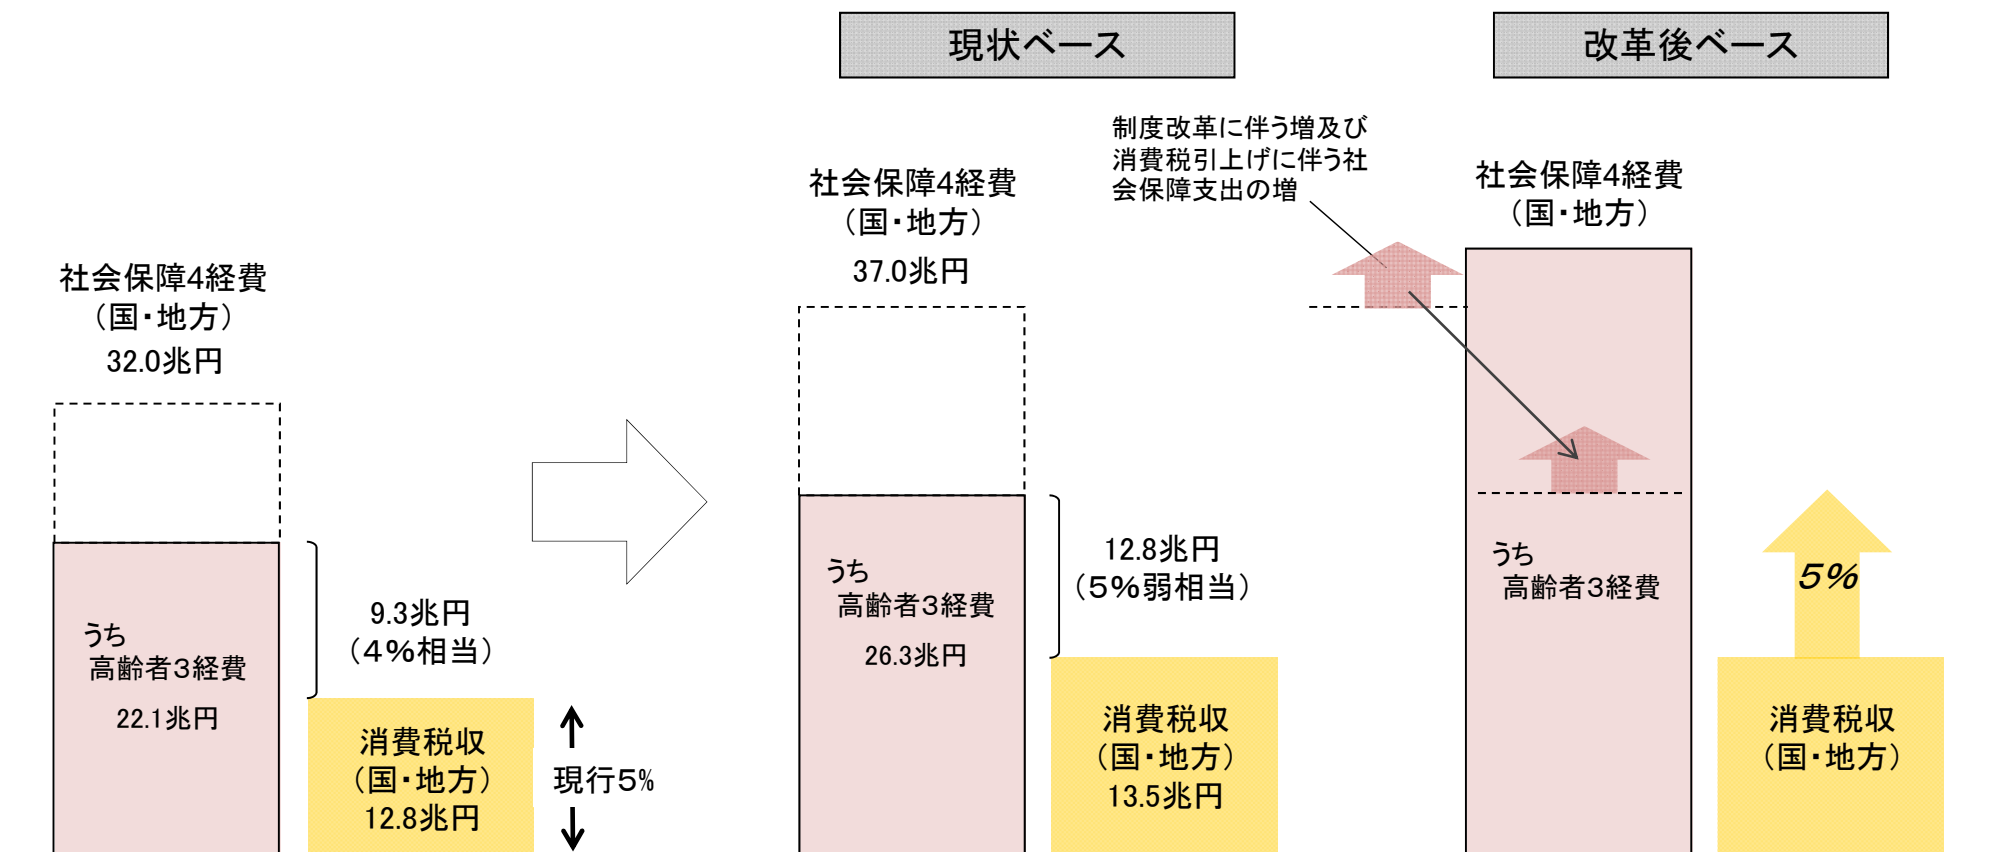 現状ベース
改革後ベース
制度改革に伴う増及び
消費税引上げに伴う社
会保障支出の増
社会保障4経費
（国・地方）
32.0兆円
うち
高齢者３経費
22.1兆円
9.3兆円
（４％相当）
消費税収
（国・地方）
12.8兆円
現行５%
社会保障4経費
（国・地方）
37.0兆円
うち
高齢者３経費
26.3兆円
12.8兆円
（５％弱相当）
消費税収
（国・地方）
13.5兆円
社会保障4経費
（国・地方）
うち
高齢者３経費
５％
消費税収
（国・地方）